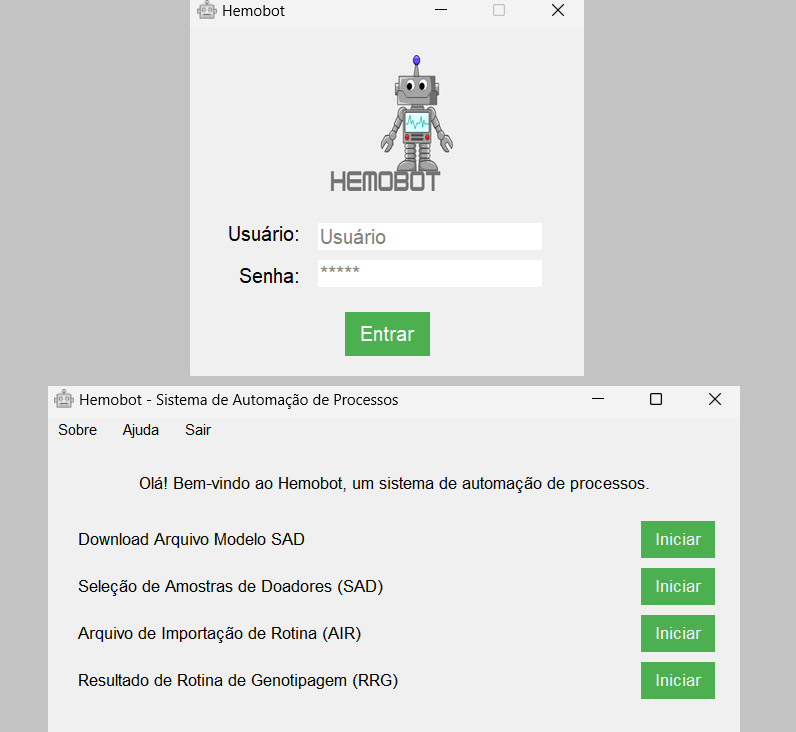 Hemobot
HEMOBOT
Usuário: Usuário
Senha: *****
Entrar
Hemobot - Sistema de Automação de Processos
Sobre Ajuda Sair
Olá! Bem-vindo ao Hemobot, um sistema de automação de processos.
Download Arquivo Modelo SAD Iniciar
Seleção de Amostras de Doadores (SAD) Iniciar
Arquivo de Importação de Rotina (AIR) Iniciar
Resultado de Rotina de Genotipagem (RRG) Iniciar